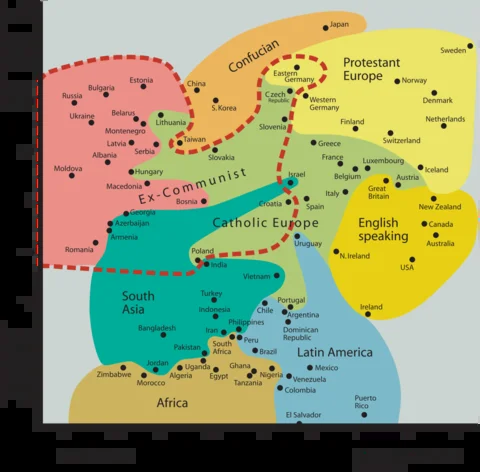 Japan
Confucian
Sweden
Protestant
Europe
Eastern
Germany
Estonia
China
Norway
Bulgaria
Russia
Czech
Republic
Western
Germany
Denmark
S. Korea
Ukraine
Belarus
Lithuania
Montenegro
Slovenia
Finland
Netherlands
Latvia
Serbia
Taiwan
Greece
Switzerland
Albania
Slovakia
France
Luxembourg
Moldova
Hungary
Israel
Belgium
Iceland
Macedonia
Ex-Communist
Great
Britain
Austria
Bosnia
Croatia
Spain
Italy
New Zealand
Georgia
Azerbaijan
Armenia
Catholic Europe
English
speaking
Canada
Australia
Romania
Uruguay
Poland
India
N. Ireland
USA
Vietnam
South
Asia
Turkey
Indonesia
Chile
Portugal
Argentina
Ireland
Bangladesh
Iran
Philippines
Dominican
Republic
Pakistan
South
Africa
Peru
Brazil
Latin America
Jordan
Zimbabwe
Morocco
Algeria
Uganda
Egypt
Ghana
Tanzania
Nigeria
Mexico
Venezuela
Colombia
Africa
Puerto
Rico
El Salvador